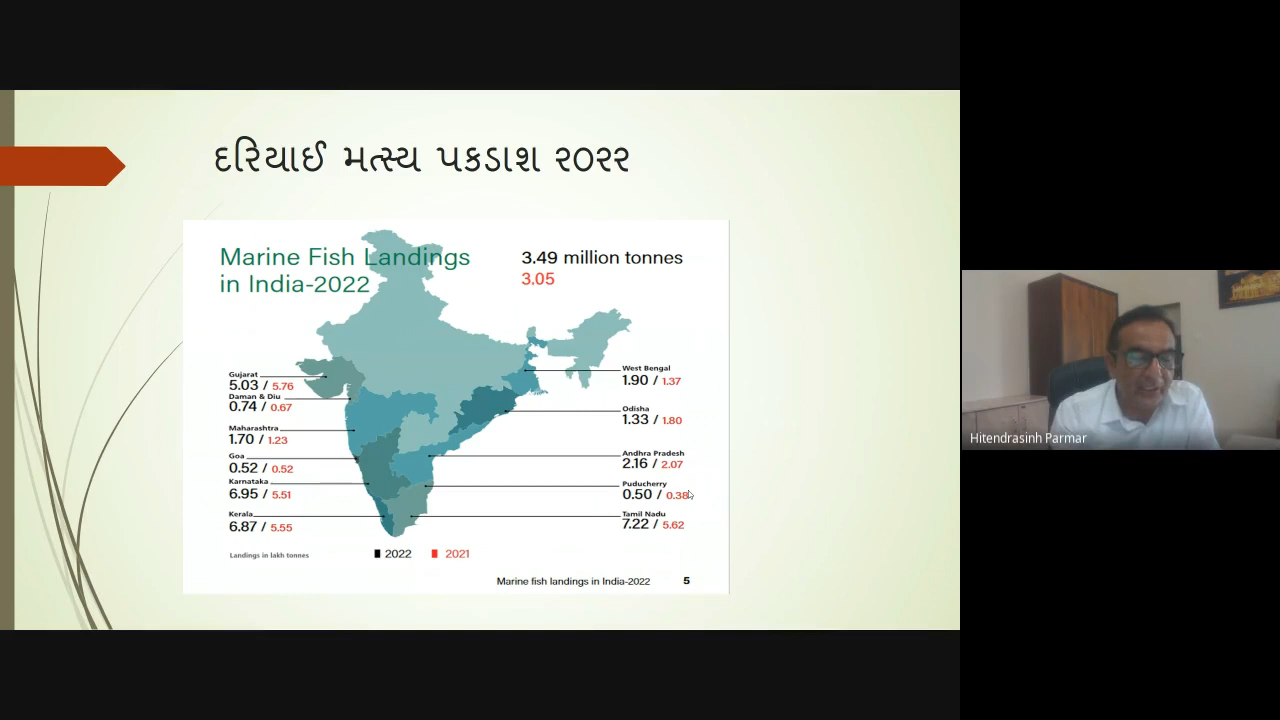 દરિયાઈ મત્સ્ય પકડાશ ૨૦૨૨
Marine Fish Landings
in India-2022
3.49 million tonnes
3.05
Gujarat
5.03 / 5.76
Daman & Diu
0.74 / 0.67
Maharashtra
1.70 / 1.23
Goa
0.52 / 0.52
Karnataka
6.95 / 5.51
Kerala
6.87 / 5.55
West Bengal
1.90 / 1.37
Odisha
1.33 / 1.80
Andhra Pradesh
2.16 / 2.07
Puducherry
0.50 / 0.38
Tamil Nadu
7.22 / 5.62
Landings in lakh tonnes
2022 2021
Marine fish landings in India-2022 5
Hitendrasinh Parmar